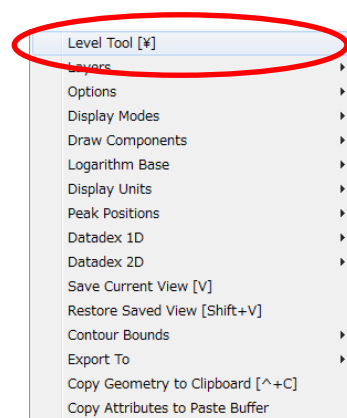 Level Tool [¥]
Layers
Options
Display Modes
Draw Components
Logarithm Base
Display Units
Peak Positions
Datadex 1D
Datadex 2D
Save Current View [V]
Restore Saved View [Shift+V]
Contour Bounds
Export To
Copy Geometry to Clipboard [^+C]
Copy Attributes to Paste Buffer